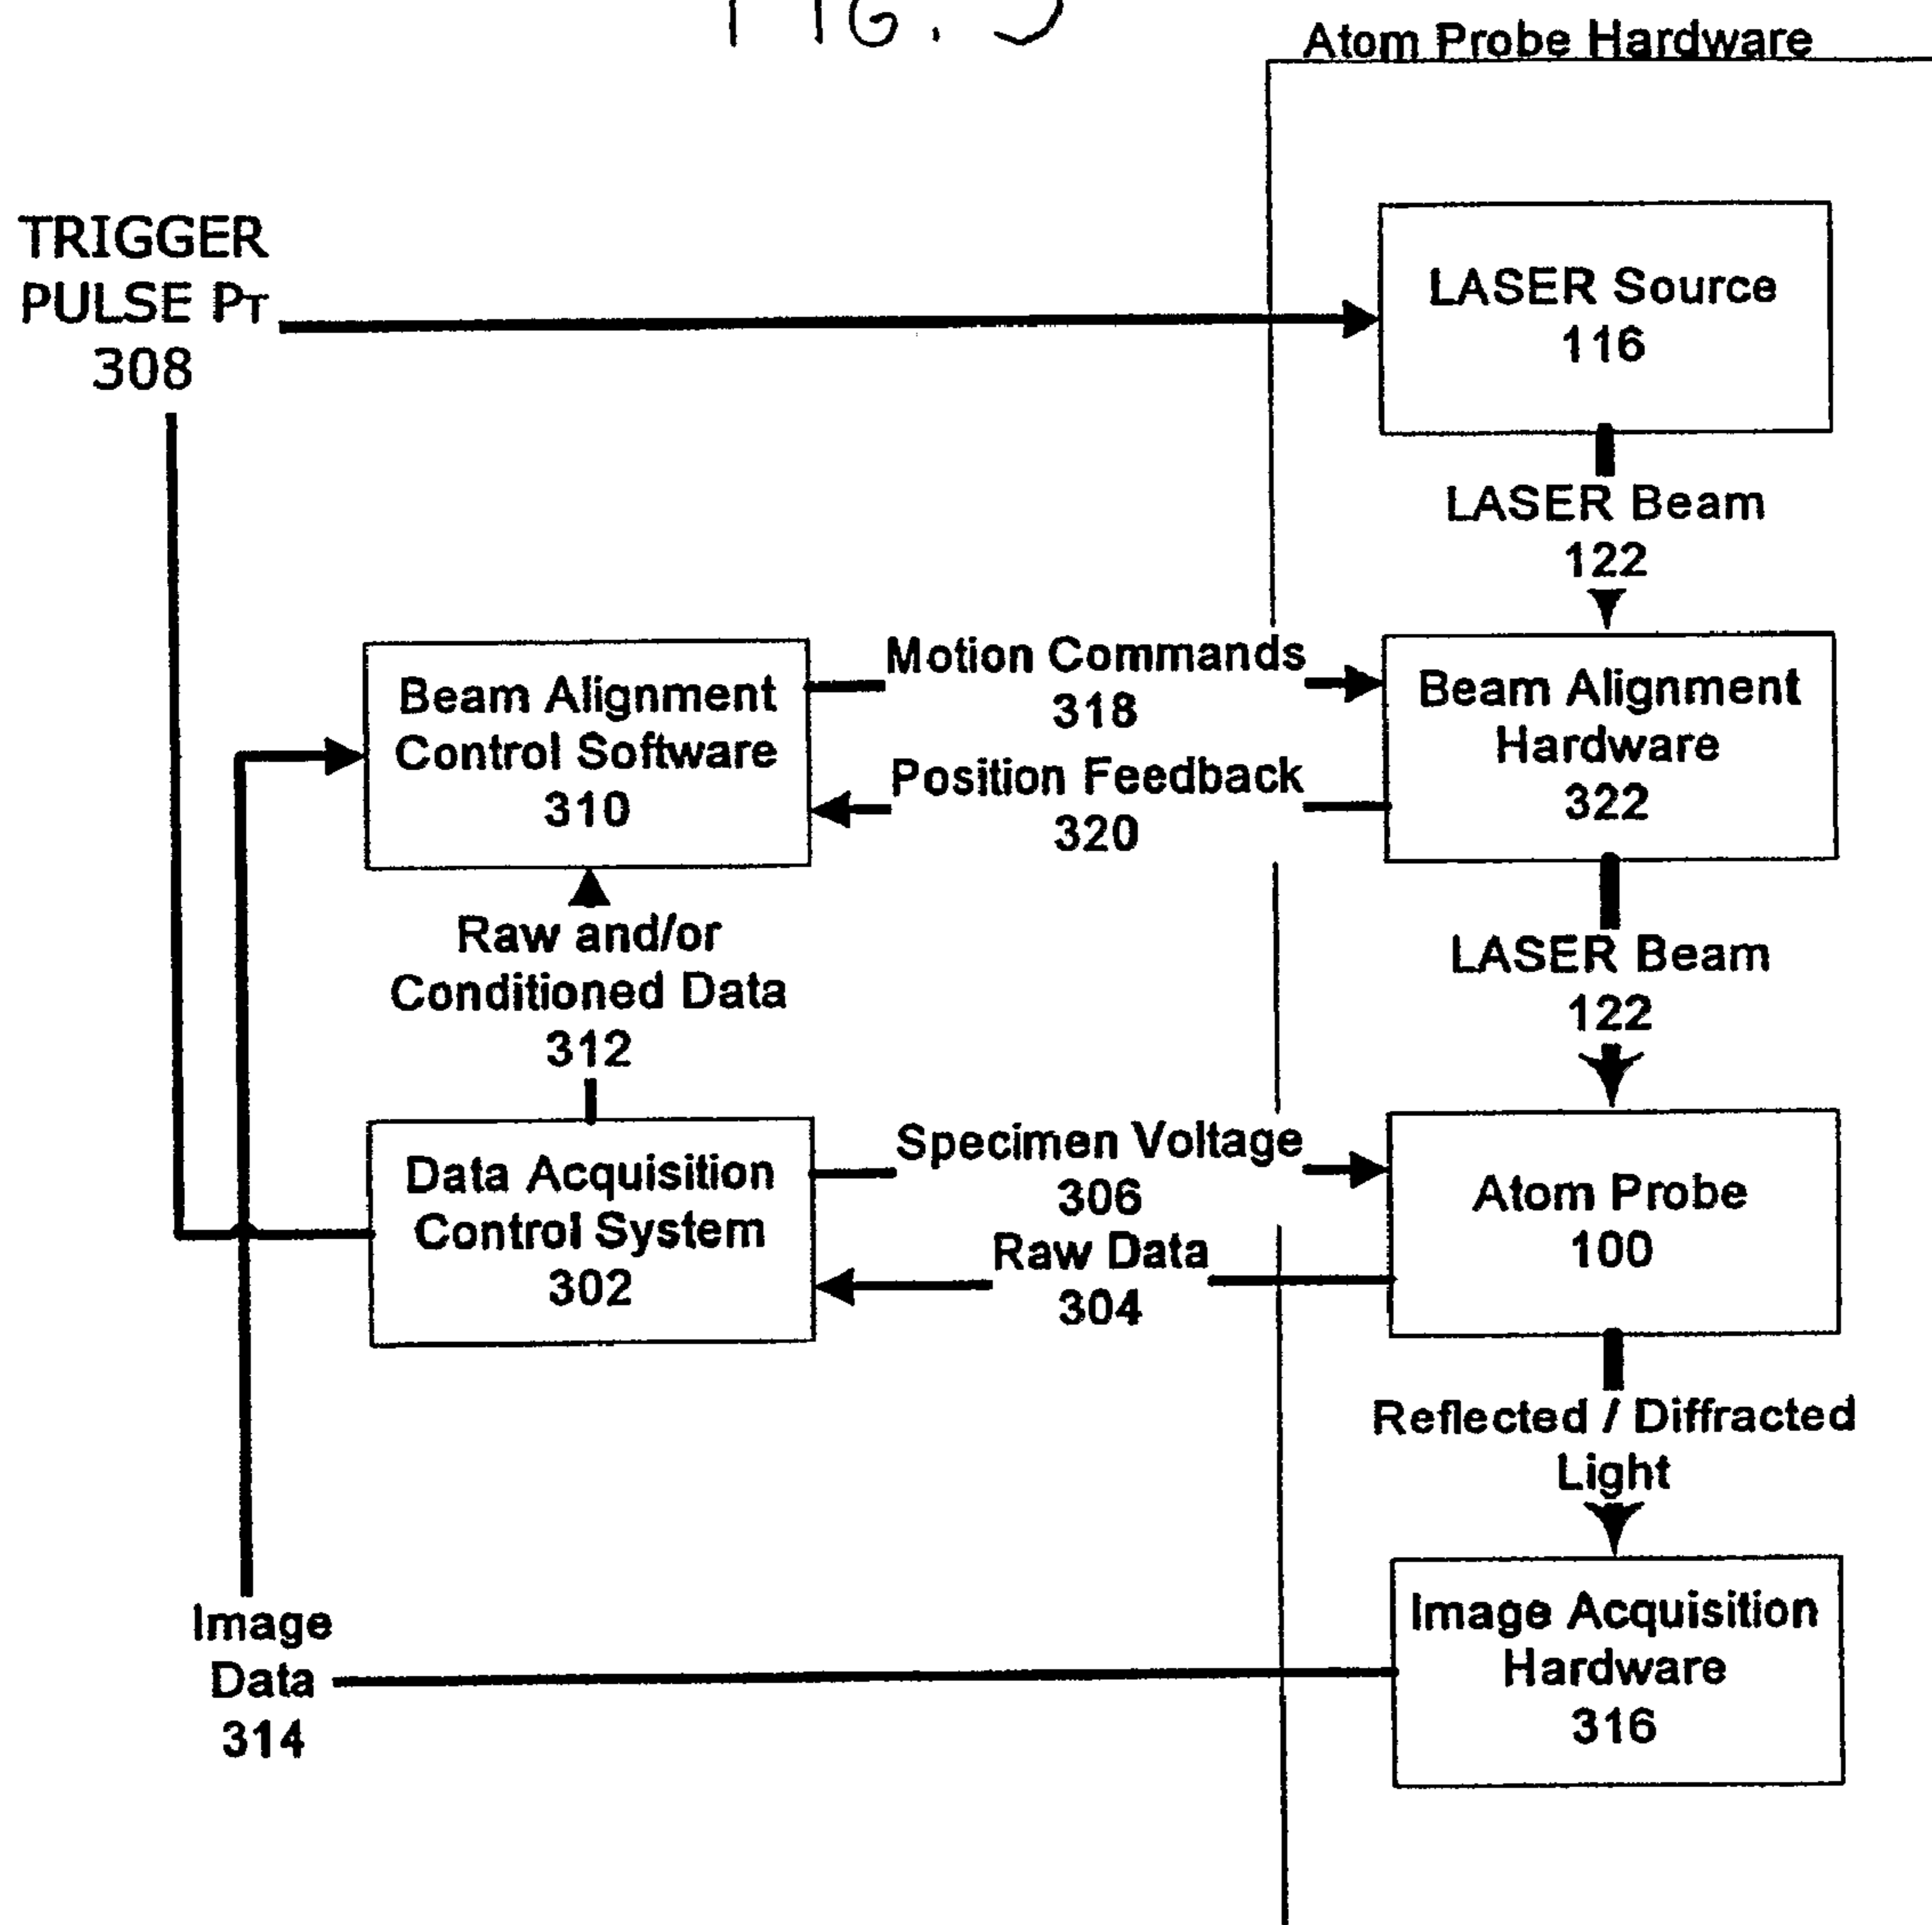 FIG. 3
Atom Probe Hardware
TRIGGER
PULSE PT
308
LASER Source
116
LASER Beam
122
Beam Alignment
Control Software
310
Motion Commands
318
Position Feedback
320
Beam Alignment
Hardware
322
Raw and/or
Conditioned Data
312
LASER Beam
122
Data Acquisition
Control System
302
Specimen Voltage
306
Raw Data
304
Atom Probe
100
Reflected / Diffracted
Light
Image
Data
314
Image Acquisition
Hardware
316